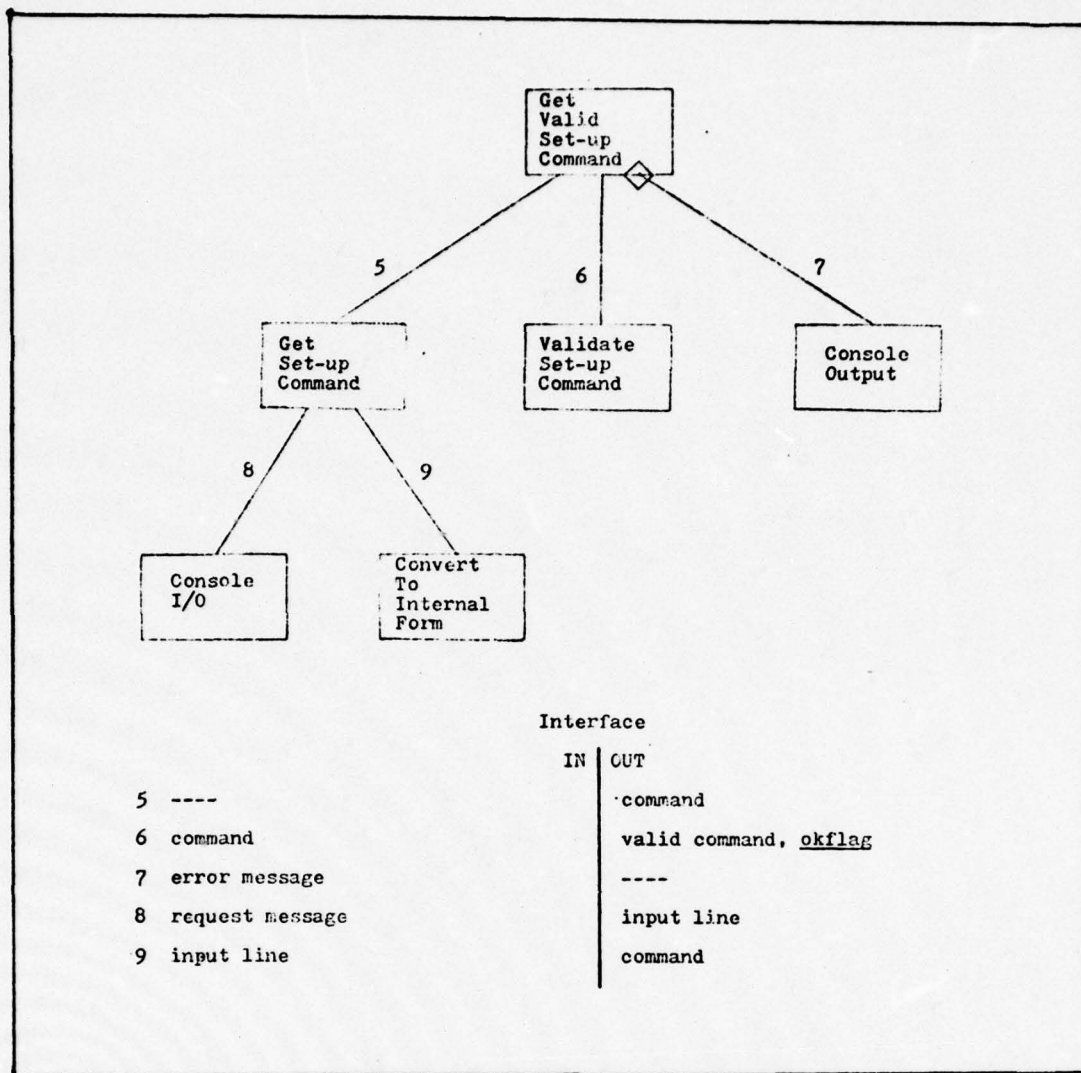 Get
Valid
Set-up
Command
5
6
7
Get
Set-up
Command
Validate
Set-up
Command
Console
Output
8
9
Console
I/O
Convert
To
Internal
Form
Interface
IN OUT
5 ---- command
6 command valid command, okflag
7 error message ----
8 request message input line
9 input line command